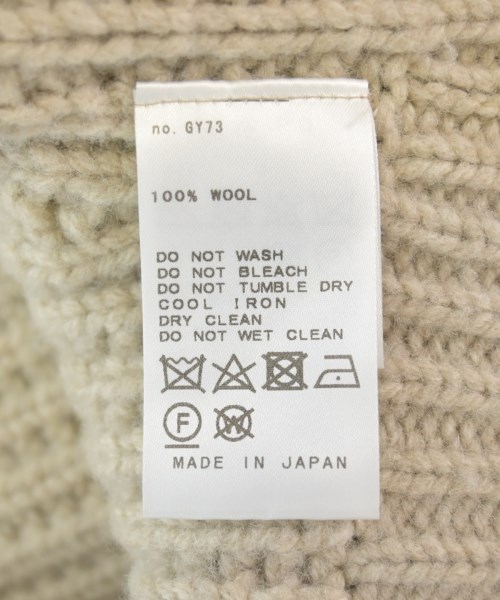 no. GY73
100% WOOL
DO NOT WASH
DO NOT BLEACH
DO NOT TUMBLE DRY
COOL IRON
DRY CLEAN
DO NOT WET CLEAN
F W
MADE IN JAPAN